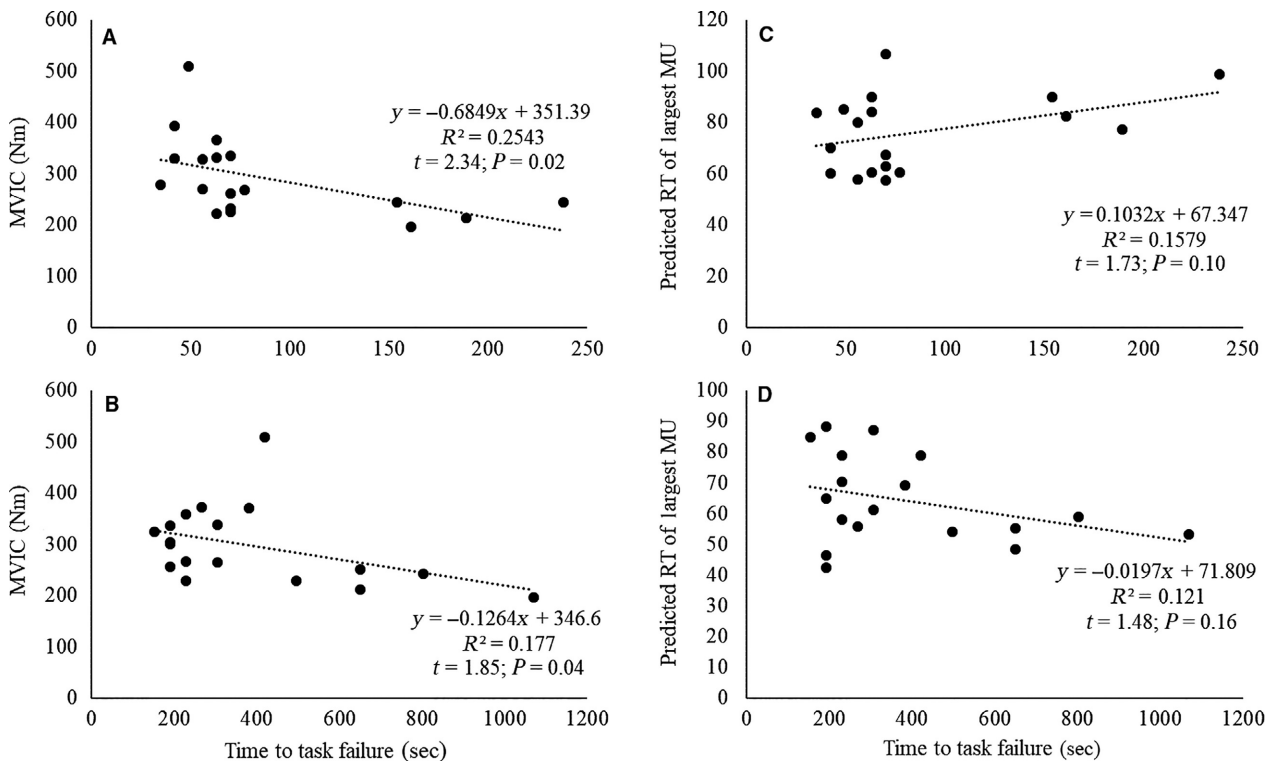 A
MVIC (Nm)
600
500
400
300
200
100
0
y = –0.6849x + 351.39
R² = 0.2543
t = 2.34; P = 0.02
0 50 100 150 200 250
C
Predicted RT of largest MU
120
100
80
60
40
20
0
y = 0.1032x + 67.347
R² = 0.1579
t = 1.73; P = 0.10
0 50 100 150 200 250
B
MVIC (Nm)
600
500
400
300
200
100
0
y = –0.1264x + 346.6
R² = 0.177
t = 1.85; P = 0.04
0 200 400 600 800 1000 1200
Time to task failure (sec)
D
Predicted RT of largest MU
100
90
80
70
60
50
40
30
20
10
0
y = –0.0197x + 71.809
R² = 0.121
t = 1.48; P = 0.16
0 200 400 600 800 1000 1200
Time to task failure (sec)